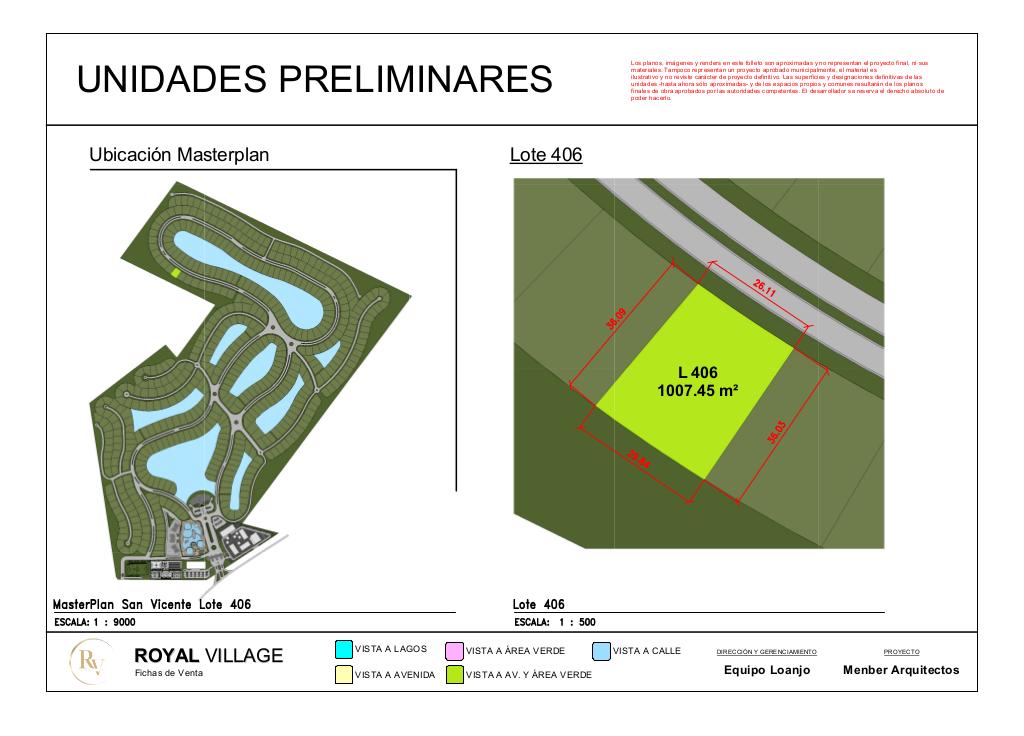 UNIDADES PRELIMINARES
Los planos, imágenes y renders en este folleto son aproximadas y no representan el proyecto final, ni sus
materiales. Tampoco representan un proyecto aprobado municipalmente, el material es
ilustrativo y no reviste carácter de proyecto definitivo. Las superficies y designaciones definitivas de las
unidades -hasta ahora sólo aproximadas- y de los espacios propios y comunes resultarán de los planos
finales de obra aprobados por las autoridades competentes. El desarrollador se reserva el derecho absoluto de
poder hacerlo.
Ubicación Masterplan
Lote 406
26.11
36.09
L 406
1007.45 m²
36.03
MasterPlan San Vicente Lote 406
ESCALA: 1 : 9000
Lote 406
ESCALA: 1 : 500
RV
ROYAL VILLAGE
Fichas de Venta
VISTA A LAGOS
VISTA A ÁREA VERDE
VISTA A CALLE
VISTA A AVENIDA
VISTA A AV. Y ÁREA VERDE
DIRECCIÓN Y GERENCIAMIENTO
Equipo Loanjo
PROYECTO
Menber Arquitectos